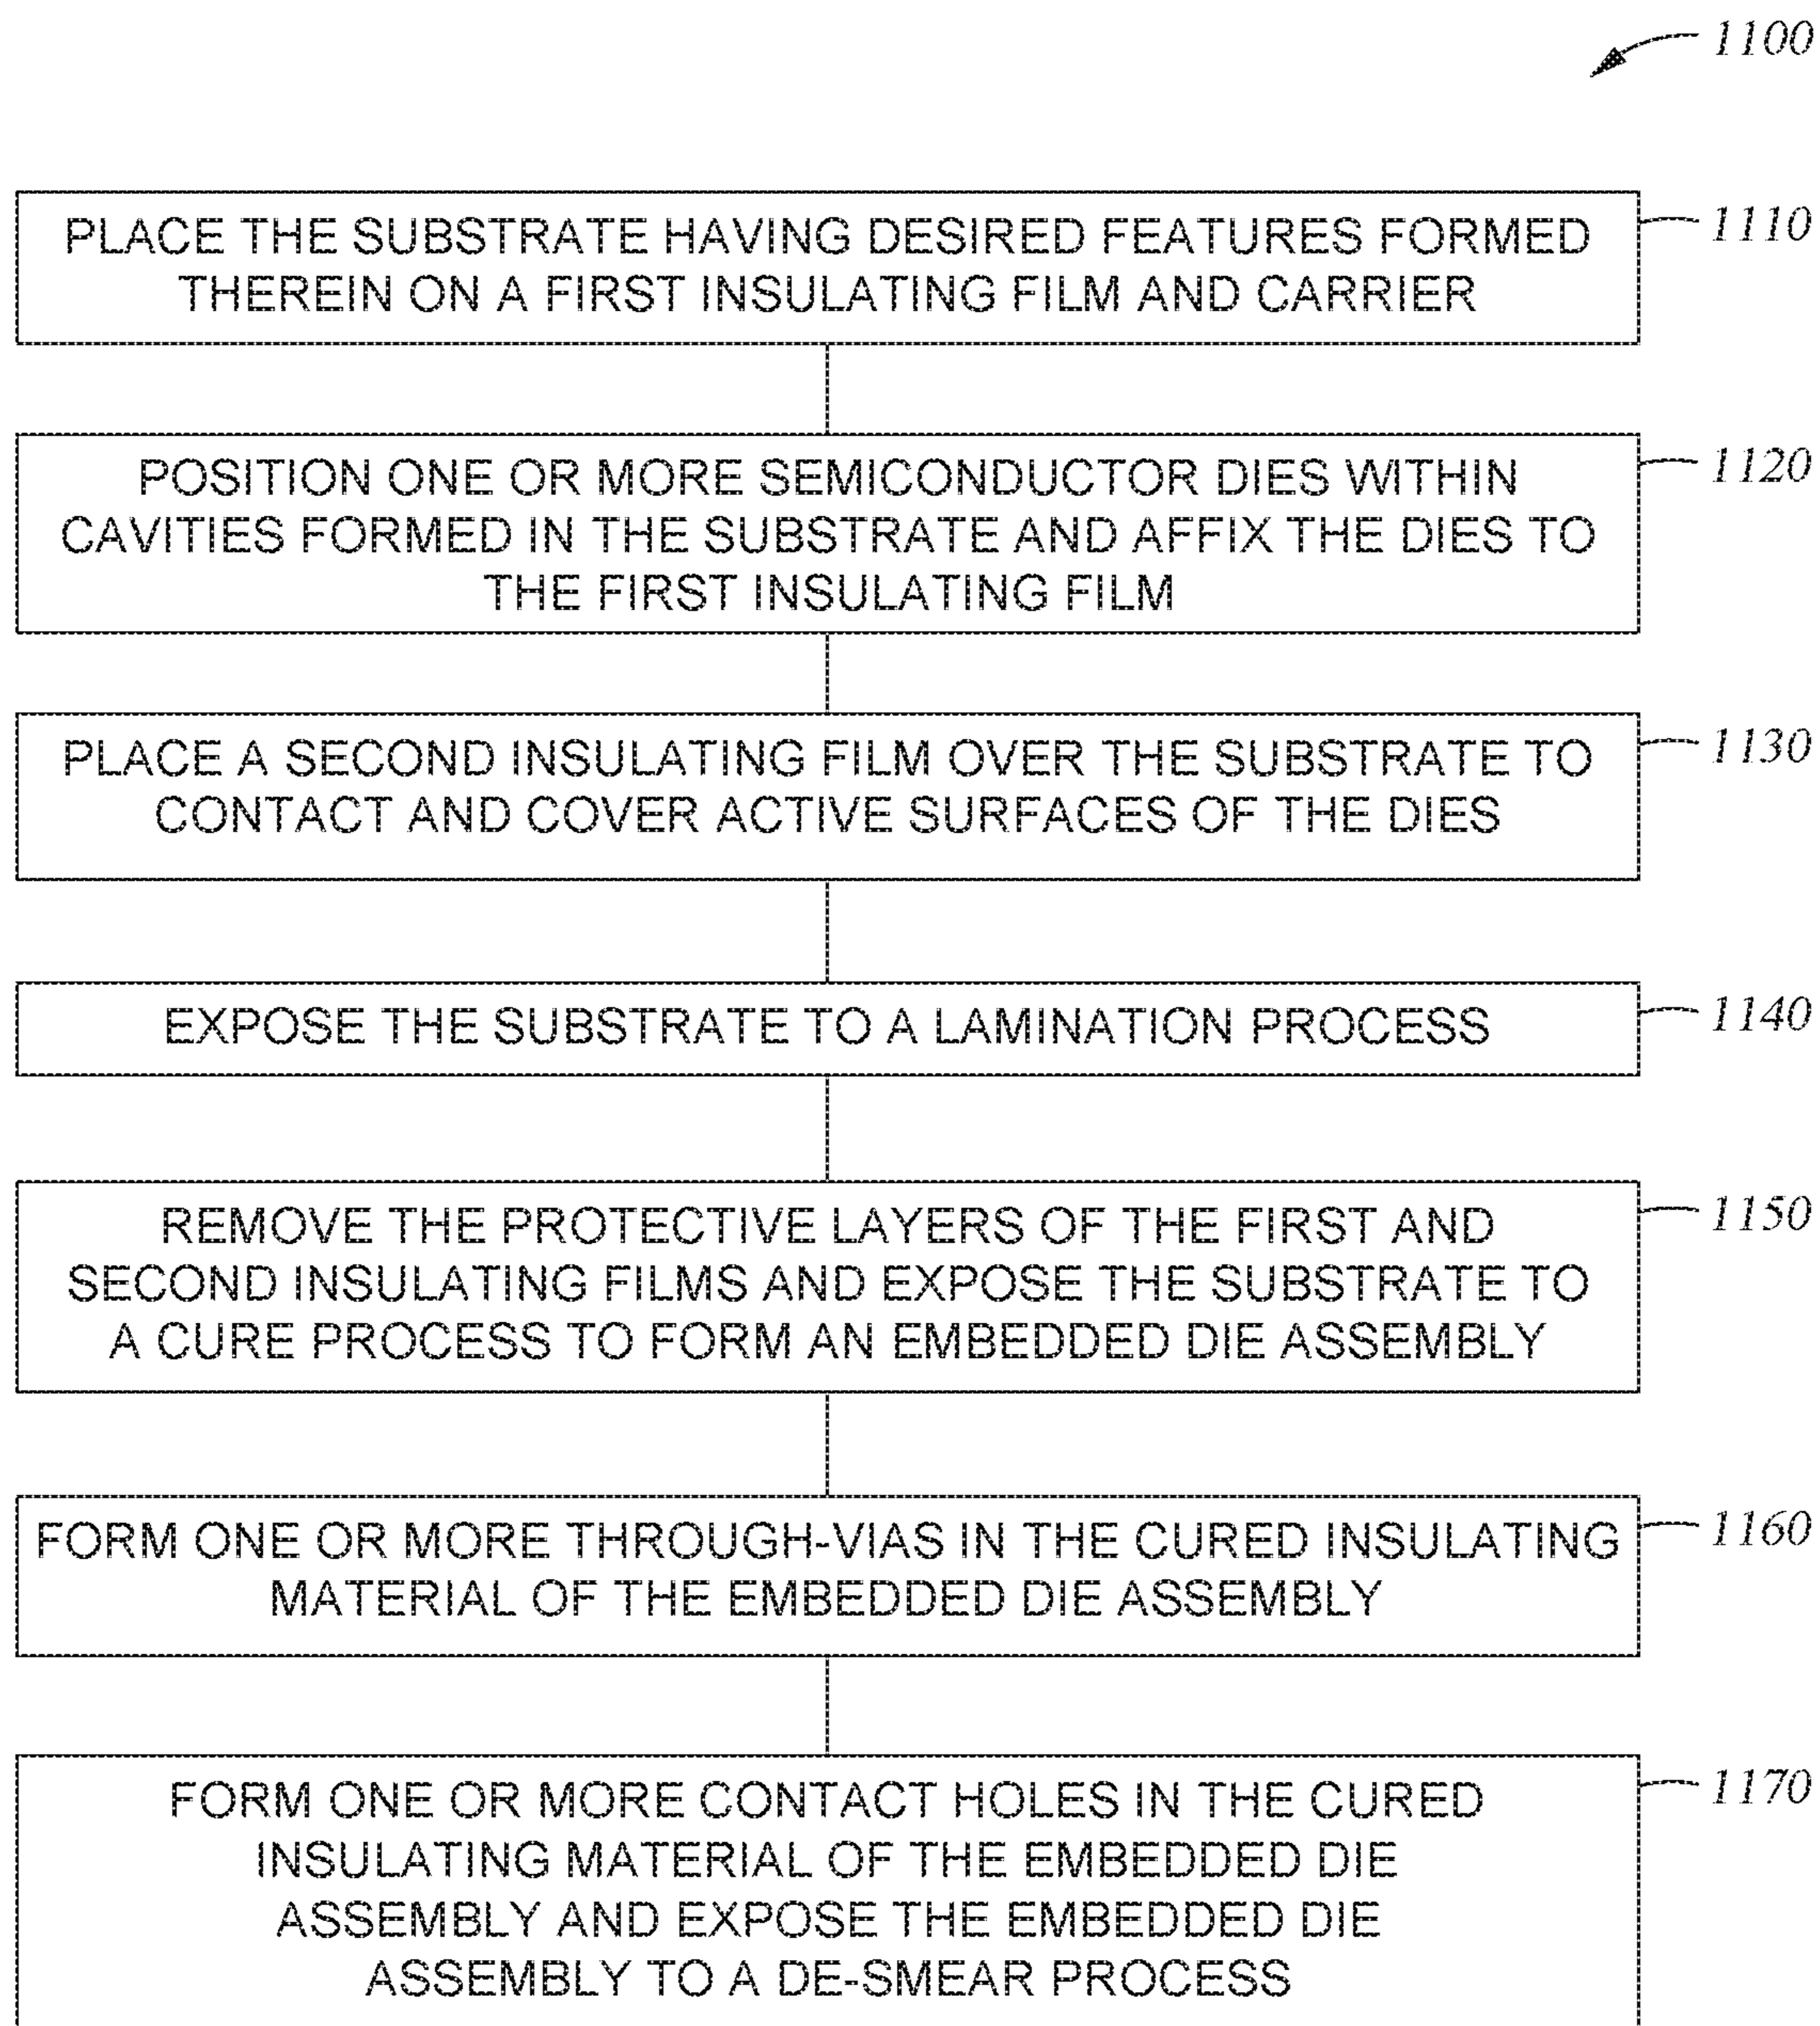 1100
PLACE THE SUBSTRATE HAVING DESIRED FEATURES FORMED
THEREIN ON A FIRST INSULATING FILM AND CARRIER
1110
POSITION ONE OR MORE SEMICONDUCTOR DIES WITHIN
CAVITIES FORMED IN THE SUBSTRATE AND AFFIX THE DIES TO
THE FIRST INSULATING FILM
1120
PLACE A SECOND INSULATING FILM OVER THE SUBSTRATE TO
CONTACT AND COVER ACTIVE SURFACES OF THE DIES
1130
EXPOSE THE SUBSTRATE TO A LAMINATION PROCESS
1140
REMOVE THE PROTECTIVE LAYERS OF THE FIRST AND
SECOND INSULATING FILMS AND EXPOSE THE SUBSTRATE TO
A CURE PROCESS TO FORM AN EMBEDDED DIE ASSEMBLY
1150
FORM ONE OR MORE THROUGH-VIAS IN THE CURED INSULATING
MATERIAL OF THE EMBEDDED DIE ASSEMBLY
1160
FORM ONE OR MORE CONTACT HOLES IN THE CURED
INSULATING MATERIAL OF THE EMBEDDED DIE
ASSEMBLY AND EXPOSE THE EMBEDDED DIE
ASSEMBLY TO A DE-SMEAR PROCESS
1170